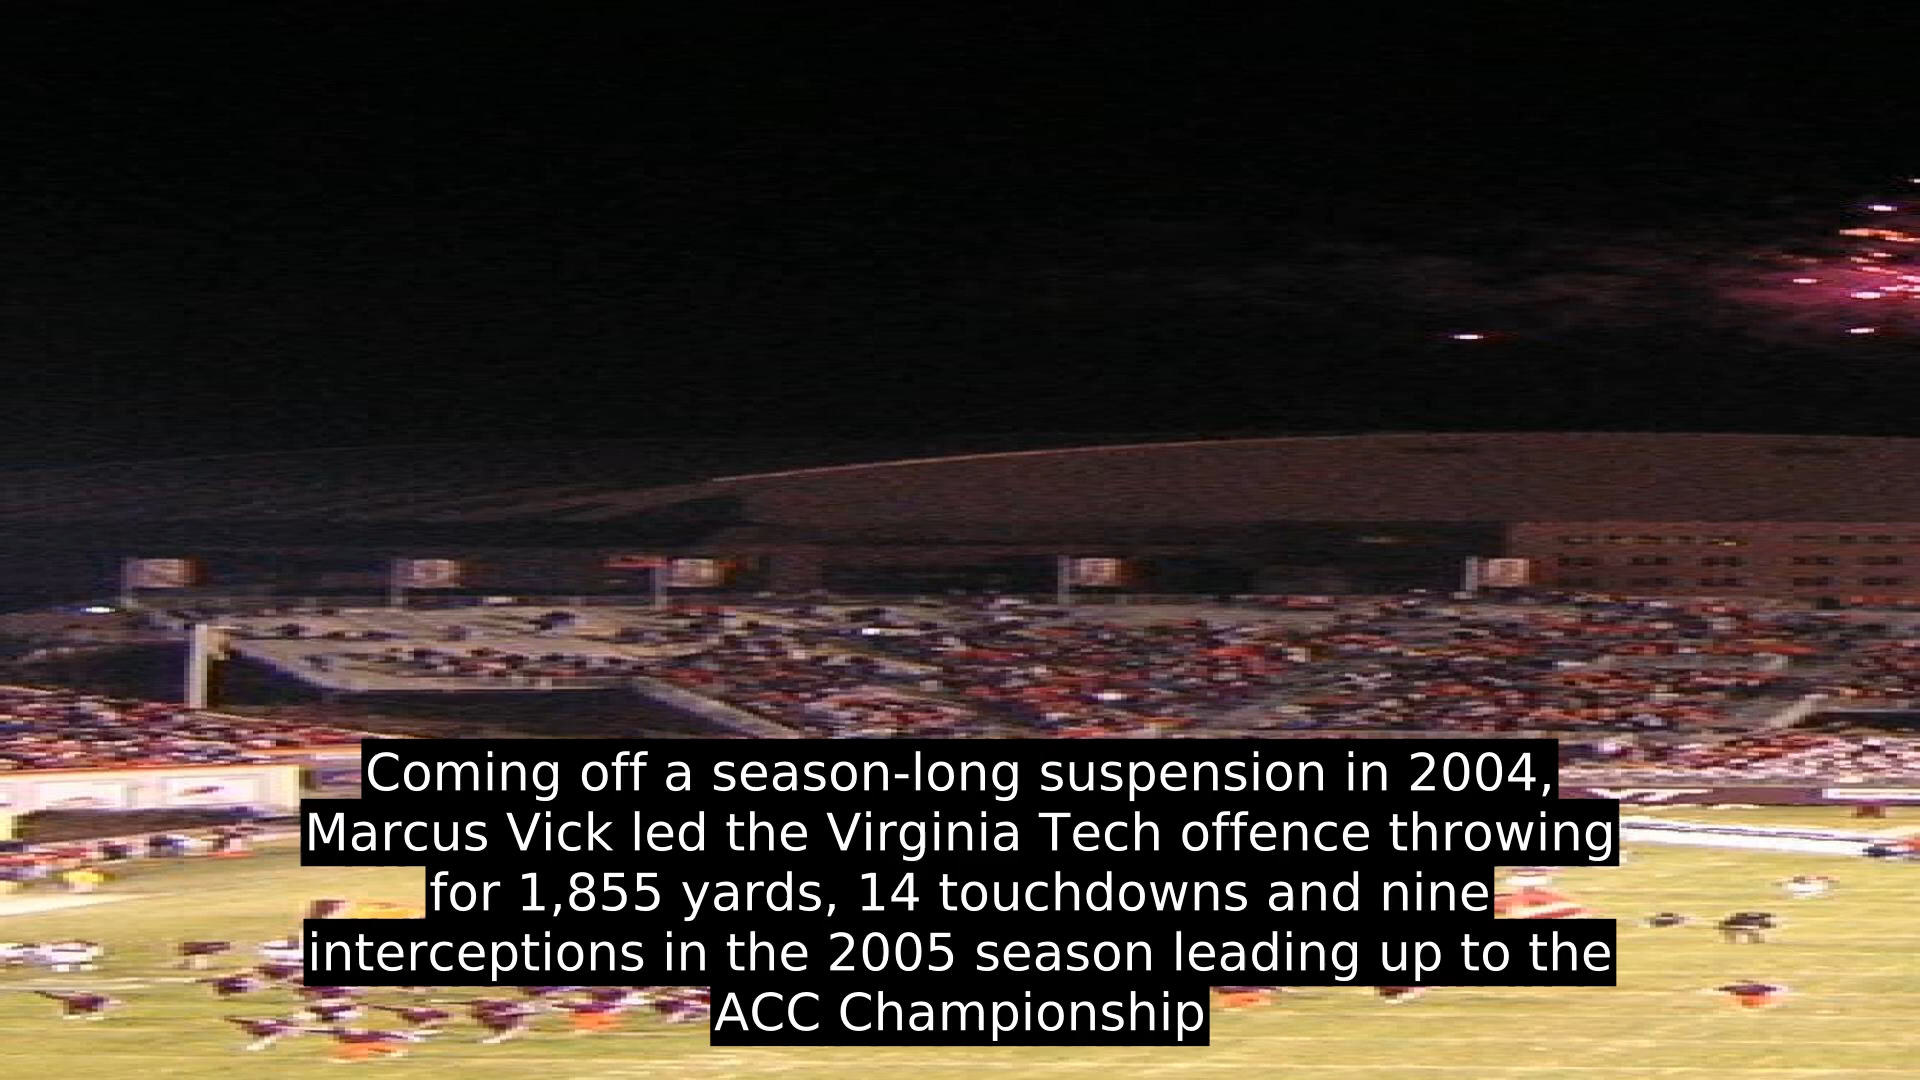 Coming off a season-long suspension in 2004,
Marcus Vick led the Virginia Tech offence throwing
for 1,855 yards, 14 touchdowns and nine
interceptions in the 2005 season leading up to the
ACC Championship